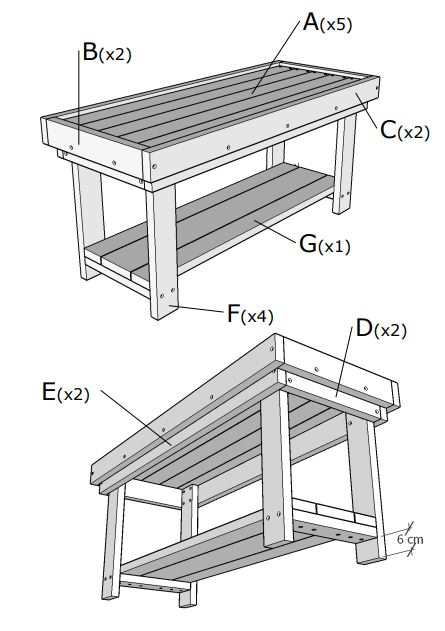 A(x5)
B(x2)
C(x2)
G(x1)
F(x4)
D(x2)
E(x2)
6 cm